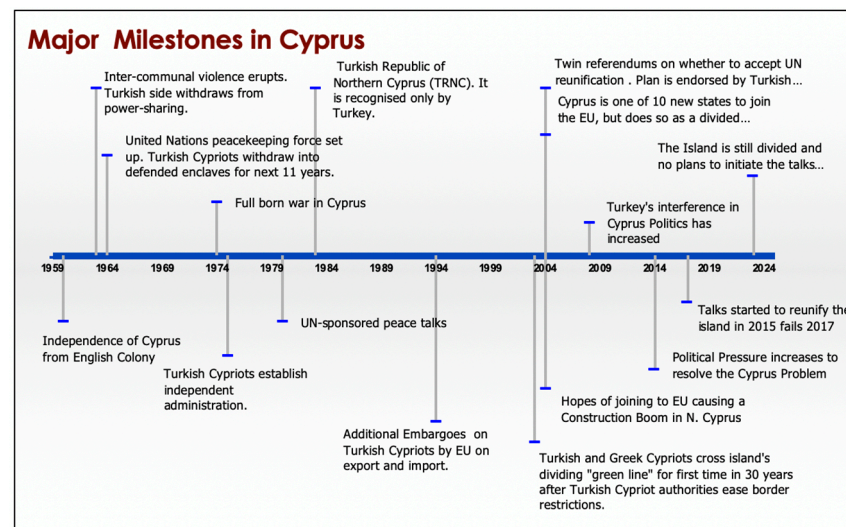 Major  Milestones in Cyprus
Inter-communal violence erupts.
Turkish side withdraws from
power-sharing.
United Nations peacekeeping force set
up. Turkish Cypriots withdraw into
defended enclaves for next 11 years.
Full born war in Cyprus
Turkish Republic of
Northern Cyprus (TRNC). It
is recognised only by
Turkey.
Twin referendums on whether to accept UN
reunification . Plan is endorsed by Turkish...
Cyprus is one of 10 new states to join
the EU, but does so as a divided...
The Island is still divided and
no plans to initiate the talks...
Turkey's interference in
Cyprus Politics has
increased
1959 1964 1969 1974 1979 1984 1989 1994 1999 2004 2009 2014 2019 2024
Independence of Cyprus
from English Colony
Turkish Cypriots establish
independent
administration.
UN-sponsored peace talks
Additional Embargoes  on
Turkish Cypriots by EU on
export and import.
Talks started to reunify the
island in 2015 fails 2017
Political Pressure increases to
resolve the Cyprus Problem
Hopes of joining to EU causing a
Construction Boom in N. Cyprus
Turkish and Greek Cypriots cross island's
dividing "green line" for first time in 30 years
after Turkish Cypriot authorities ease border
restrictions.